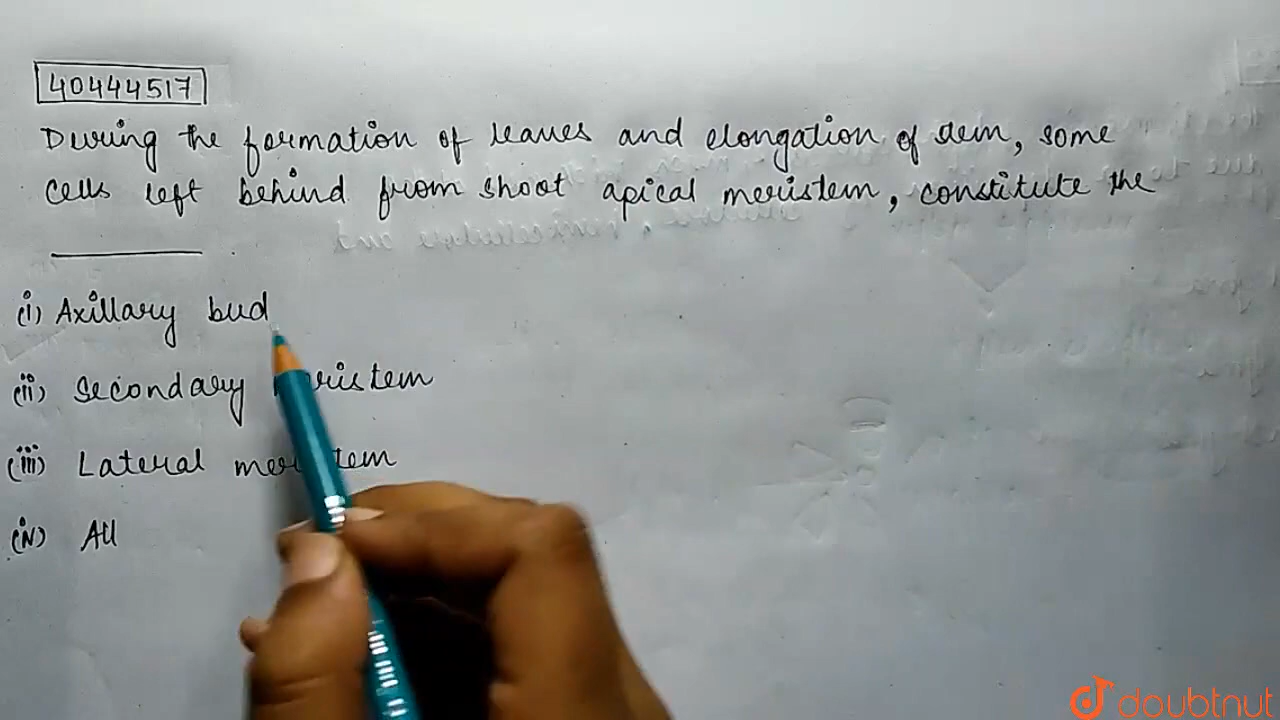 40444517
During the formation of leaves and elongation of stem, some
cells left behind from shoot apical meristem, constitute the
(i) Axillary bud
(ii) Secondary
(iii) Lateral
(iv) All
doubtnut